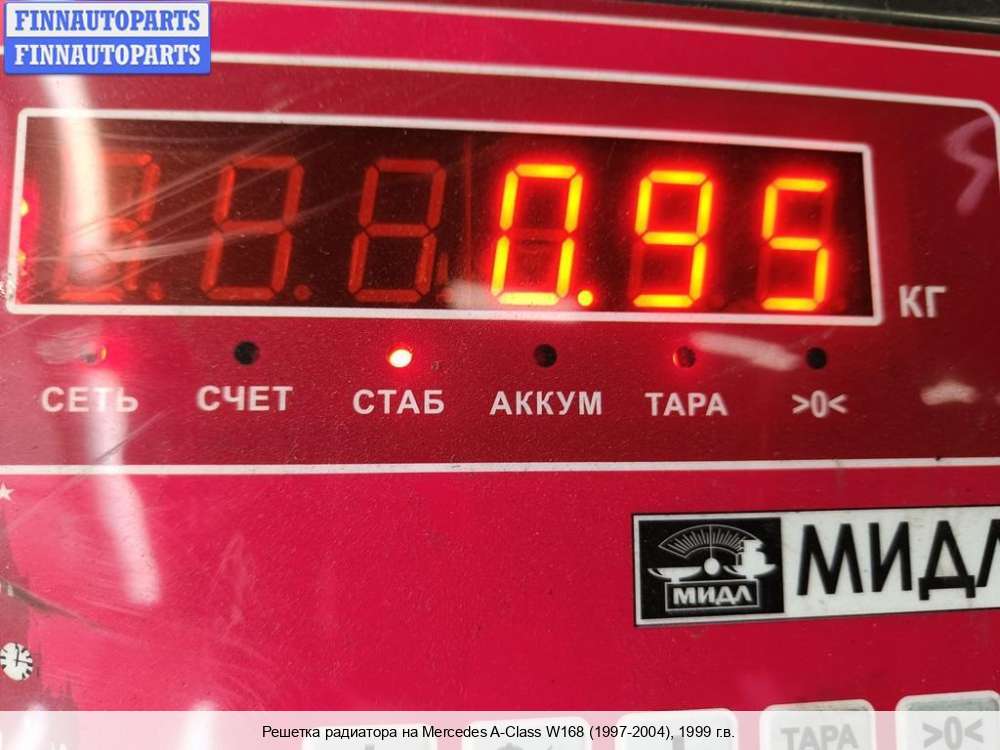 FINNAUTOPARTS
FINNAUTOPARTS
0.95
КГ
СЕТЬ СЧЕТ СТАБ АККУМ ТАРА >0<
МИДЛ
МИДЛ
ТАРА >0<
Решетка радиатора на Mercedes A-Class W168 (1997-2004), 1999 г.в.